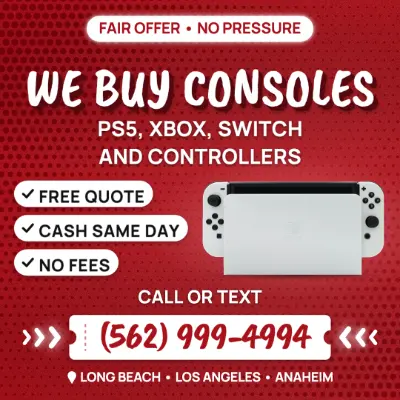 FAIR OFFER • NO PRESSURE
WE BUY CONSOLES
PS5, XBOX, SWITCH
AND CONTROLLERS
FREE QUOTE
CASH SAME DAY
NO FEES
CALL OR TEXT
(562) 999-4994
LONG BEACH • LOS ANGELES • ANAHEIM